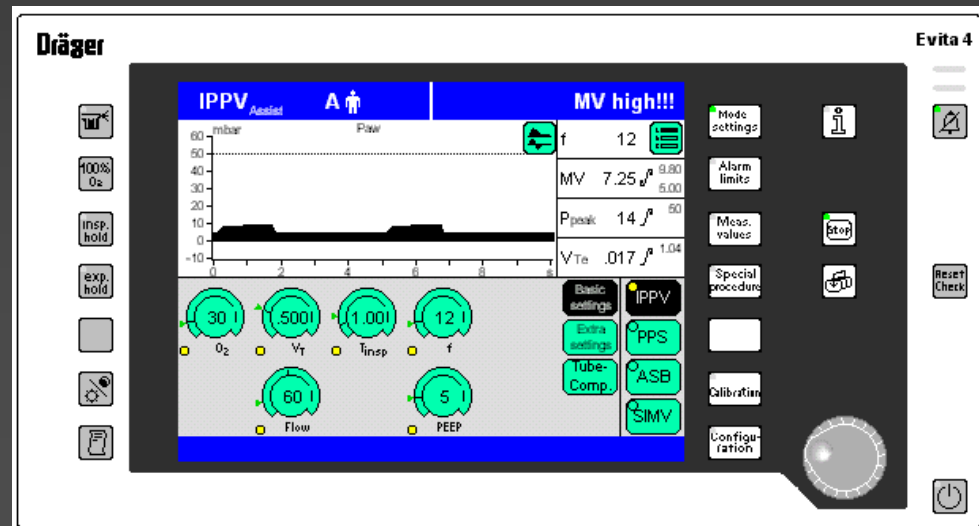 Dräger
Evita 4
IPPV Assist A MV high!!!
mbar Paw
60
50
40
30
20
10
0
-10
0 2 4 6 8 s
f 12
MV 7.25 9.80 5.00
Ppeak 14 50
VTe .017 1.04
30 .500 1.00 12
O2 VT Tinsp f
60 5
Flow PEEP
Basic settings
Extra settings
Tube-Comp.
IPPV
PPS
ASB
SIMV
100% O2
insp. hold
exp. hold
Mode settings
Alarm limits
Meas. values
Special procedure
Calibration
Configuration
i
Stop
Reset Check